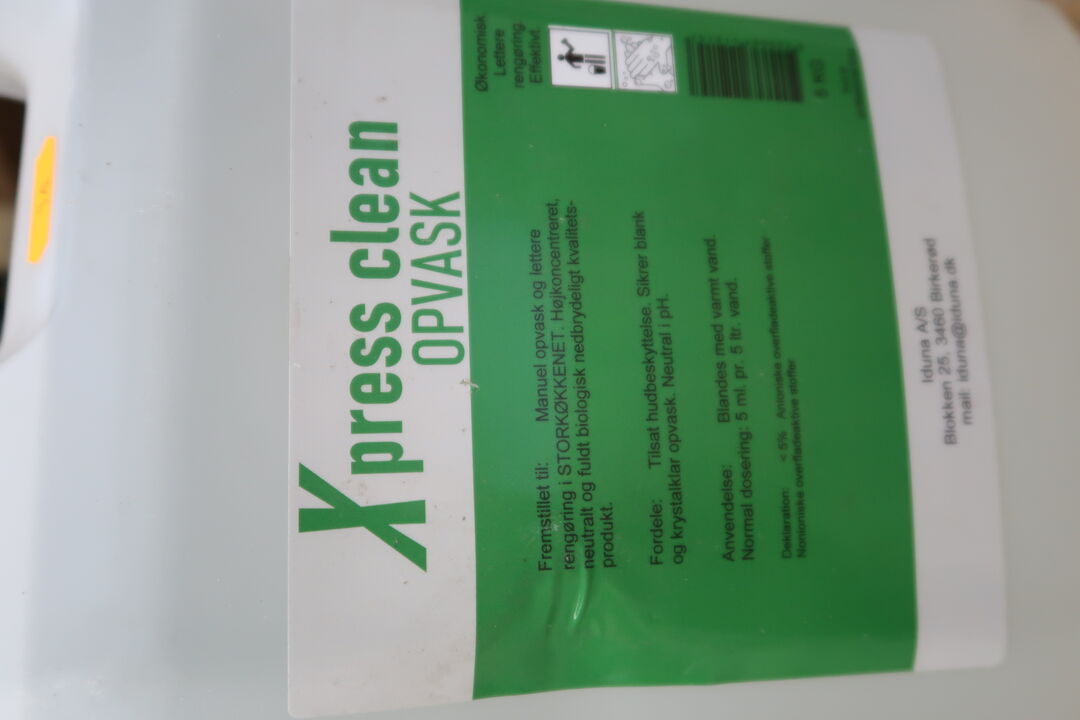 Xpress clean
OPVASK
Økonomisk
Lettere
rengøring.
Effektivt.
Fremstillet til: Manuel opvask og lettere
rengøring i STORKØKKENET. Højkoncentreret,
neutralt og fuldt biologisk nedbrydeligt kvalitets-
produkt.
Fordele: Tilsat hudbeskyttelse. Sikrer blank
og krystalklar opvask. Neutral i pH.
Anvendelse: Blandes med varmt vand.
Normal dosering: 5 ml. pr. 5 ltr. vand.
Deklaration: < 5% Anioniske overfladeaktive stoffer
Nonioniske overfladeaktive stoffer
Iduna A/S
Blokken 25, 3460 Birkerød
mail: iduna@iduna.dk